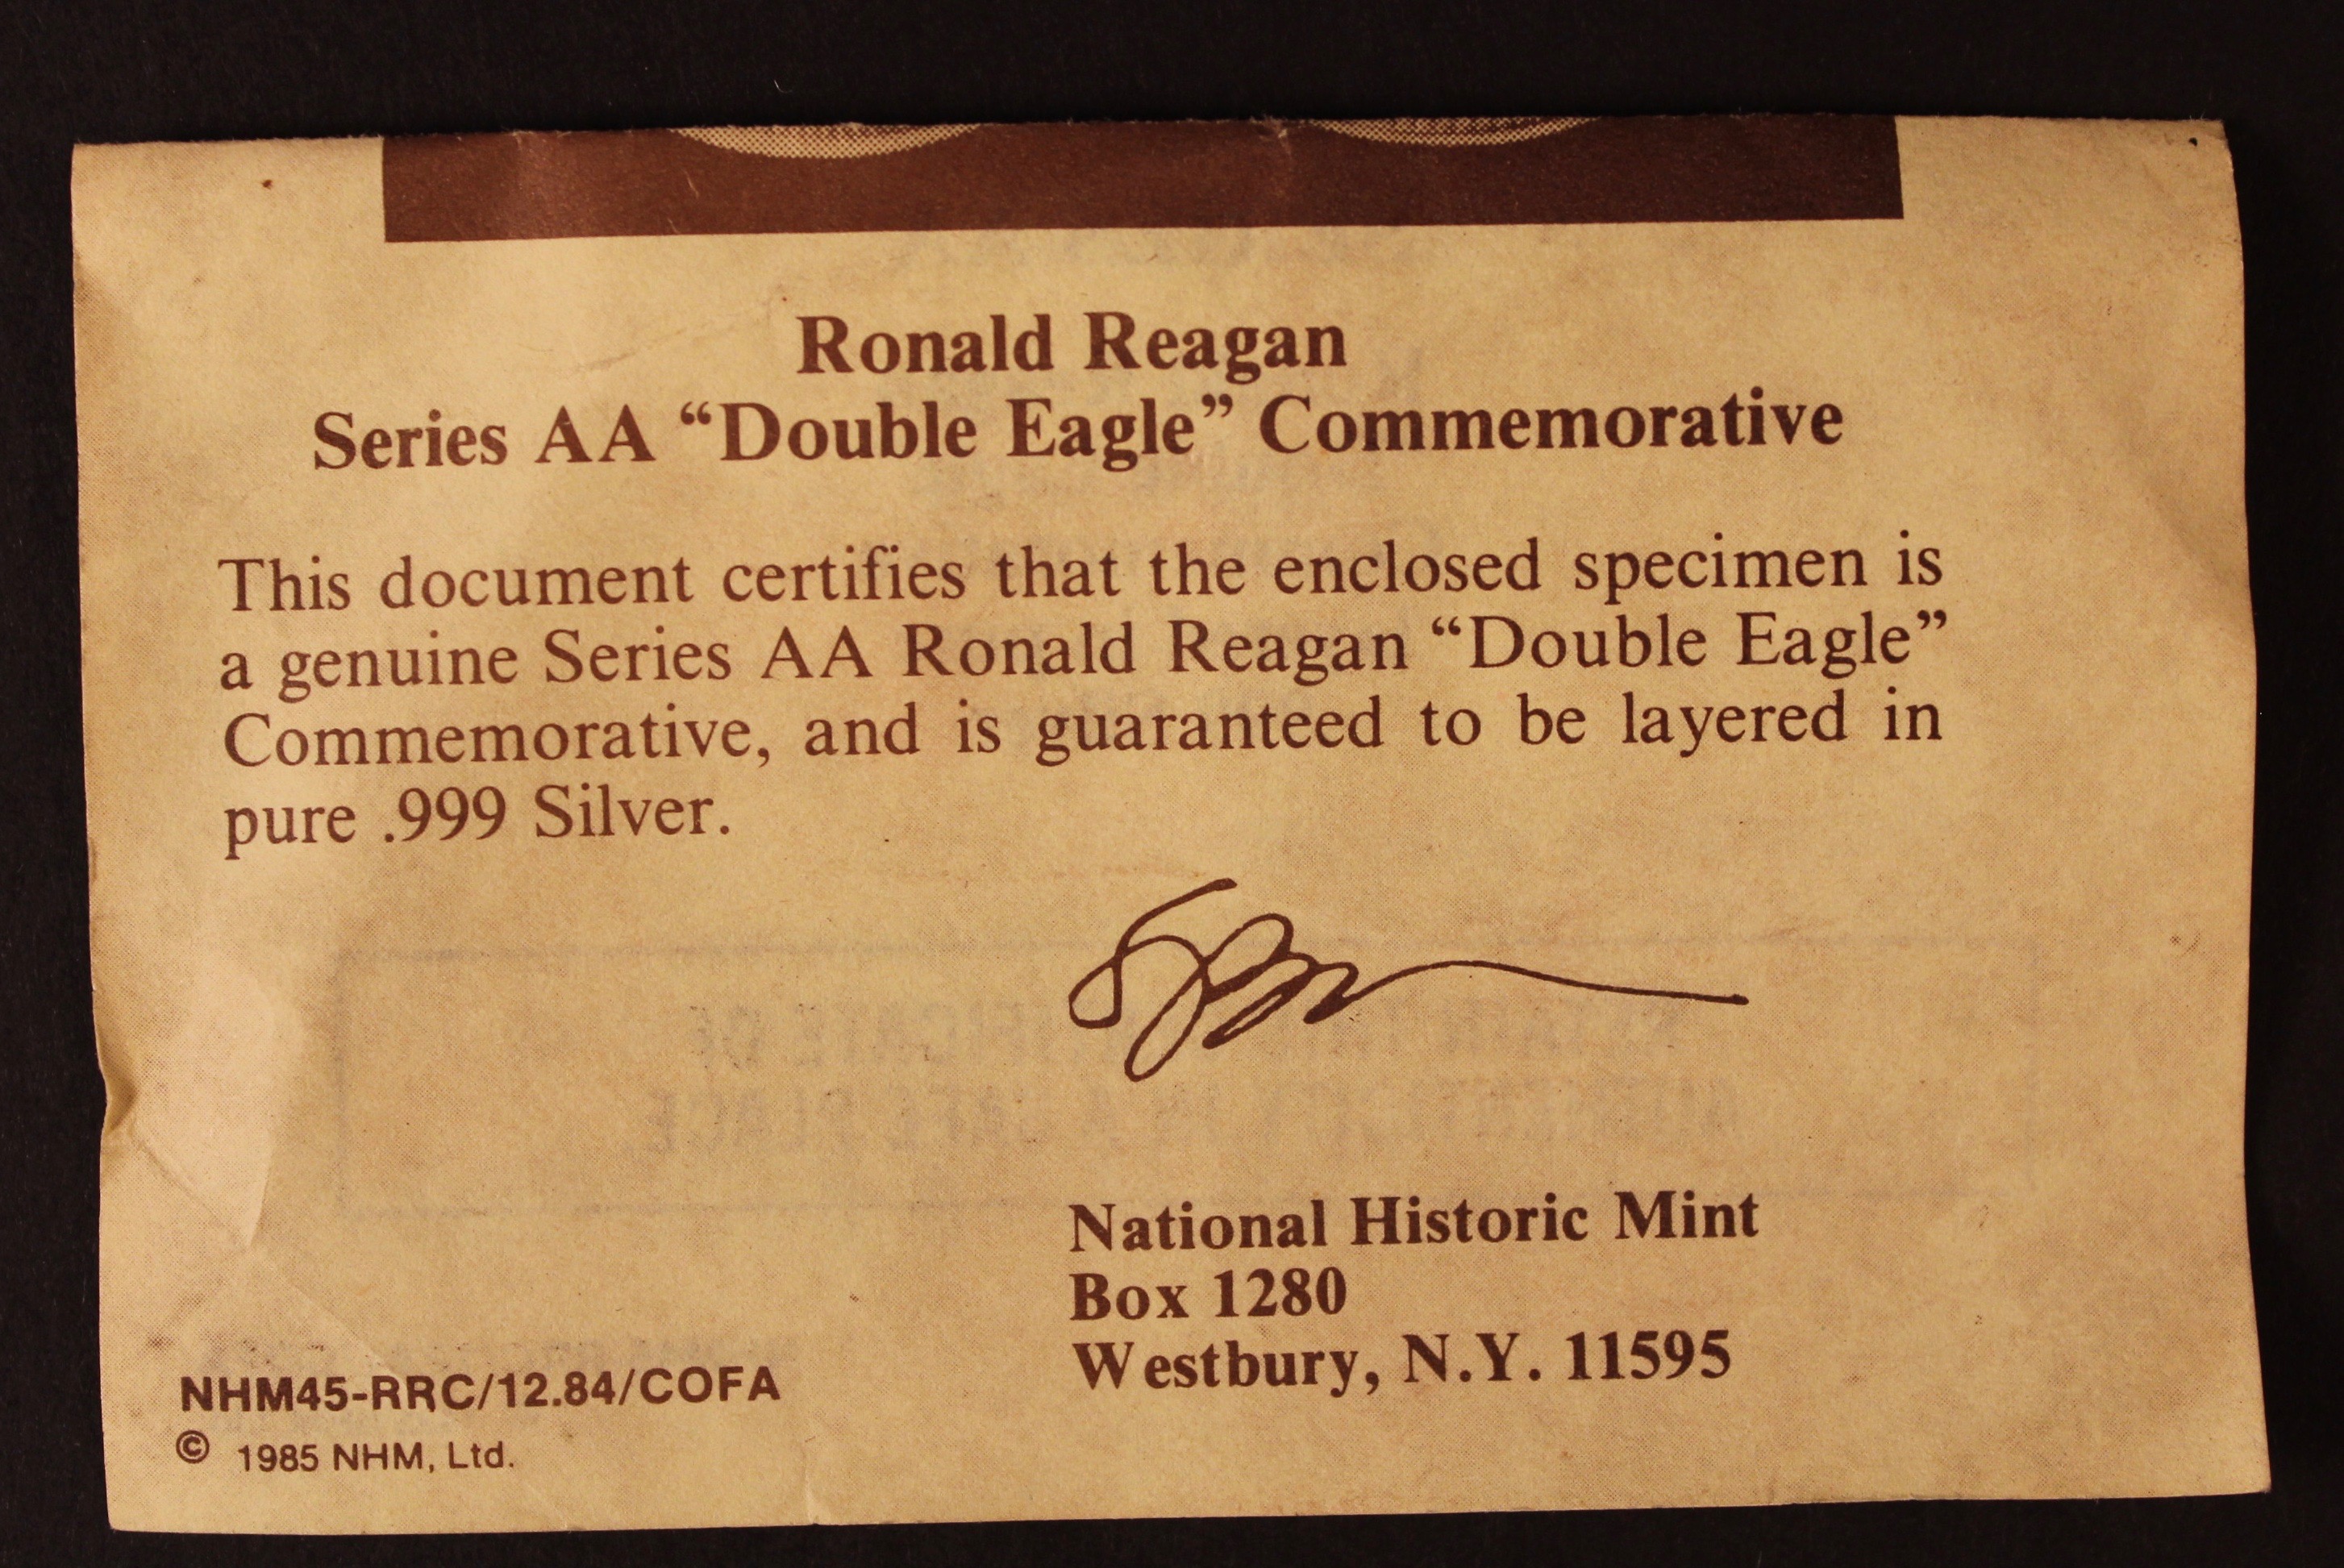 Ronald Reagan
Series AA “Double Eagle” Commemorative
This document certifies that the enclosed specimen is
a genuine Series AA Ronald Reagan “Double Eagle”
Commemorative, and is guaranteed to be layered in
pure .999 Silver.
National Historic Mint
Box 1280
Westbury, N.Y. 11595
NHM45-RRC/12.84/COFA
© 1985 NHM, Ltd.